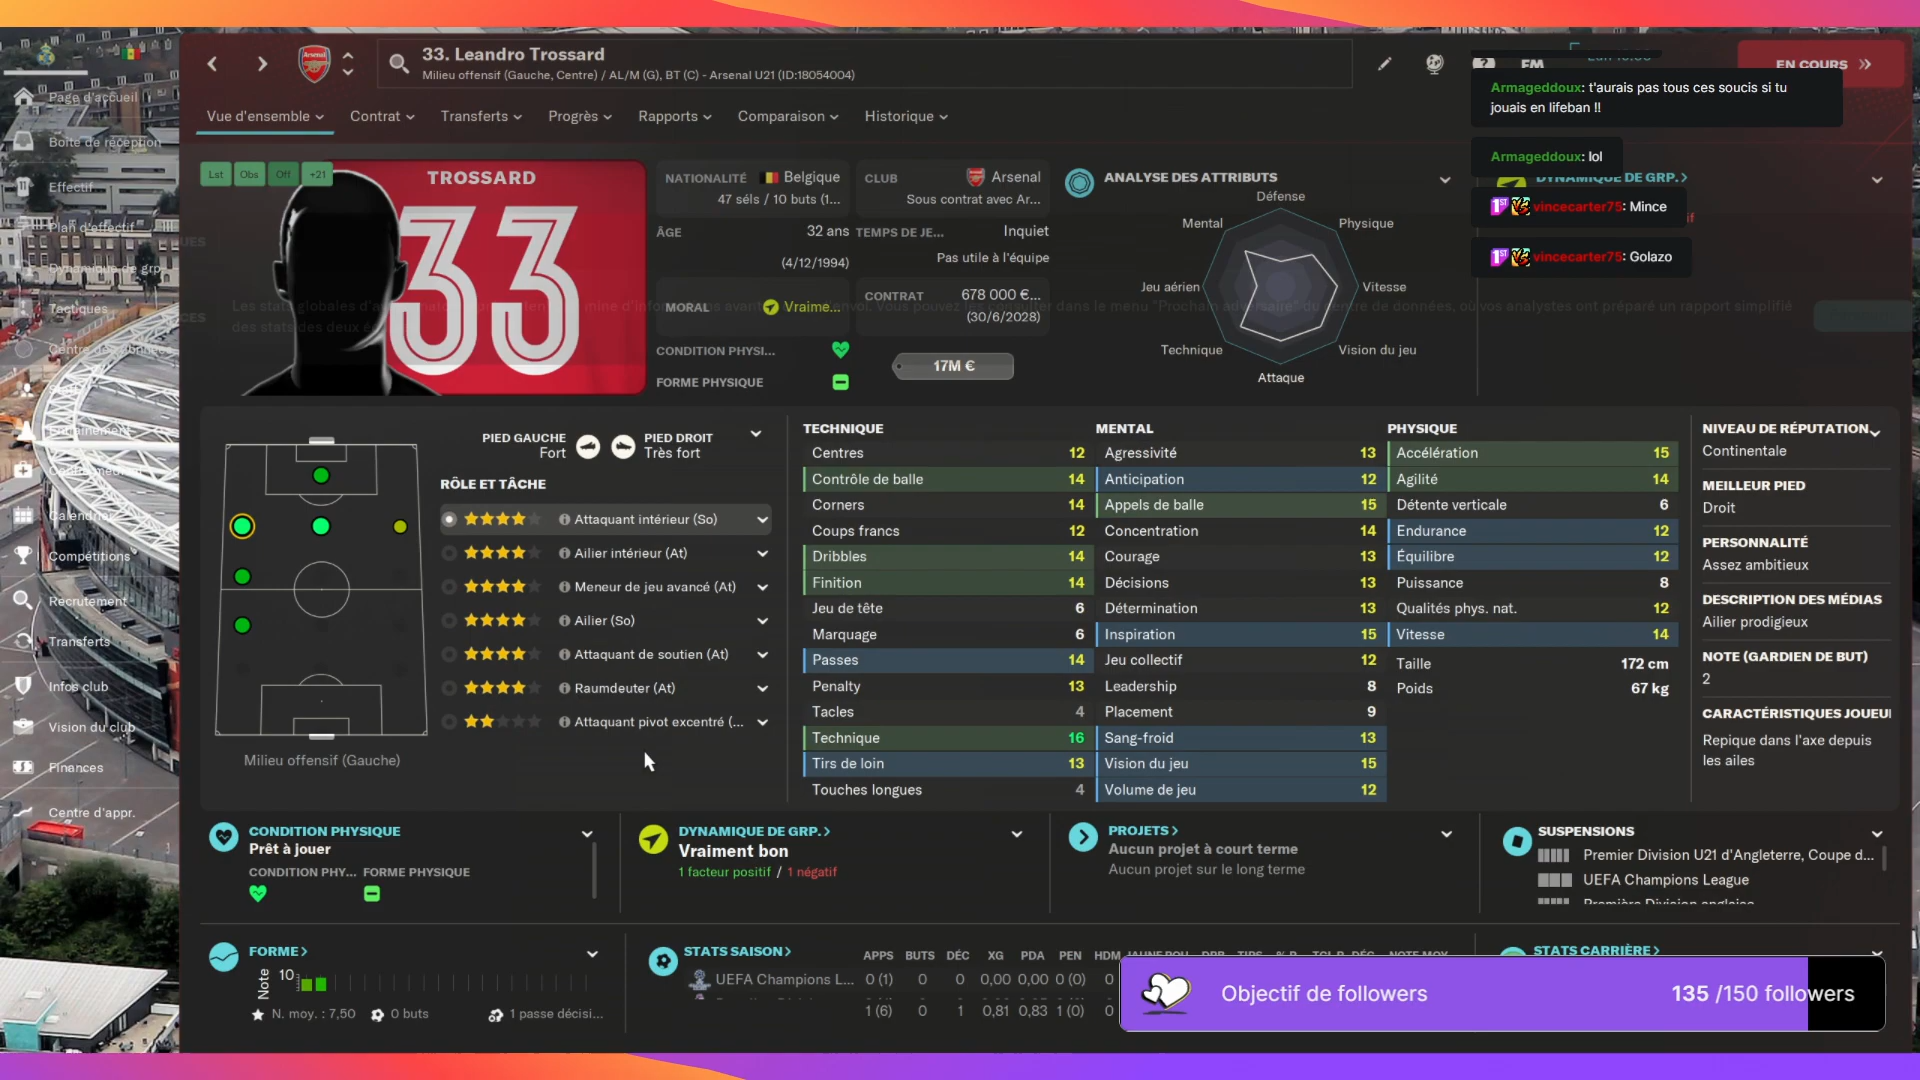 33. Leandro Trossard
Milieu offensif (Gauche, Centre) / AL/M (G), BT (C) - Arsenal U21 (ID:18054004)
FM
EN COURS
Armageddoux: t'aurais pas tous ces soucis si tu
jouais en lifeban !!
Armageddoux: lol
vincecarter75: Mince
vincecarter75: Golazo
Page d'accueil
Boîte de réception
Effectif
Plan d'effectif
Dynamique de grp.
Tactiques
Centre de données
Calendrier
Compétitions
Recrutement
Transferts
Infos club
Vision du club
Finances
Centre d'appr.
Vue d'ensemble
Contrat
Transferts
Progrès
Rapports
Comparaison
Historique
Lst
Obs
Off
+21
TROSSARD
33
NATIONALITÉ
Belgique
47 séls / 10 buts (1...
CLUB
Arsenal
Sous contrat avec Ar...
ÂGE
32 ans
(4/12/1994)
TEMPS DE JE...
Inquiet
Pas utile à l'équipe
MORAL
Vraime...
CONTRAT
678 000 €...
(30/6/2028)
CONDITION PHYSI...
FORME PHYSIQUE
17M €
ANALYSE DES ATTRIBUTS
Défense
Physique
Vitesse
Vision du jeu
Attaque
Technique
Jeu aérien
Mental
DYNAMIQUE DE GRP.
PIED GAUCHE
Fort
PIED DROIT
Très fort
RÔLE ET TÂCHE
Attaquant intérieur (So)
Ailier intérieur (At)
Meneur de jeu avancé (At)
Ailier (So)
Attaquant de soutien (At)
Raumdeuter (At)
Attaquant pivot excentré (...
Milieu offensif (Gauche)
TECHNIQUE
Centres 12
Contrôle de balle 14
Corners 14
Coups francs 12
Dribbles 14
Finition 14
Jeu de tête 6
Marquage 6
Passes 14
Penalty 13
Tacles 4
Technique 16
Tirs de loin 13
Touches longues 4
MENTAL
Agressivité 13
Anticipation 12
Appels de balle 15
Concentration 14
Courage 13
Décisions 13
Détermination 13
Inspiration 15
Jeu collectif 12
Leadership 8
Placement 9
Sang-froid 13
Vision du jeu 15
Volume de jeu 12
PHYSIQUE
Accélération 15
Agilité 14
Détente verticale 6
Endurance 12
Équilibre 12
Puissance 8
Qualités phys. nat. 12
Vitesse 14
Taille 172 cm
Poids 67 kg
NIVEAU DE RÉPUTATION
Continentale
MEILLEUR PIED
Droit
PERSONNALITÉ
Assez ambitieux
DESCRIPTION DES MÉDIAS
Ailier prodigieux
NOTE (GARDIEN DE BUT)
2
CARACTÉRISTIQUES JOUEU
Repique dans l'axe depuis
les ailes
CONDITION PHYSIQUE
Prêt à jouer
CONDITION PHY... FORME PHYSIQUE
DYNAMIQUE DE GRP.
Vraiment bon
1 facteur positif / 1 négatif
PROJETS
Aucun projet à court terme
Aucun projet sur le long terme
SUSPENSIONS
Premier Division U21 d'Angleterre, Coupe d...
UEFA Champions League
FORME
Note
10
N. moy. : 7,50
0 buts
1 passe décisi...
STATS SAISON
APPS BUTS DÉC XG PDA PEN HDM
UEFA Champions L... 0 (1) 0 0 0,00 0,00 0 (0) 0
1 (6) 0 1 0,81 0,83 1 (0) 0
STATS CARRIÈRE
Objectif de followers
135 /150 followers